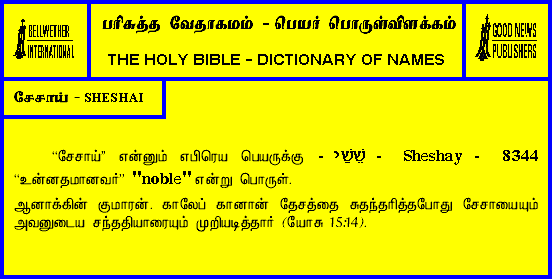 BELLWETHER
INTERNATIONAL
பரிசுத்த வேதாகமம் - பெயர் பொருள்விளக்கம்
THE HOLY BIBLE - DICTIONARY OF NAMES
GOOD NEWS
PUBLISHERS
சேசாய் - SHESHAI
“சேசாய்” என்னும் எபிரெய பெயருக்கு - שֵׁשַׁי - Sheshay - 8344
“உன்னதமானவர்” "noble" என்று பொருள்.
ஆனாக்கின் குமாரன். காலேப் கானான் தேசத்தை சுதந்தரித்தபோது சேசாயையும்
அவனுடைய சந்ததியாரையும் முறியடித்தார் (யோசு 15:14).